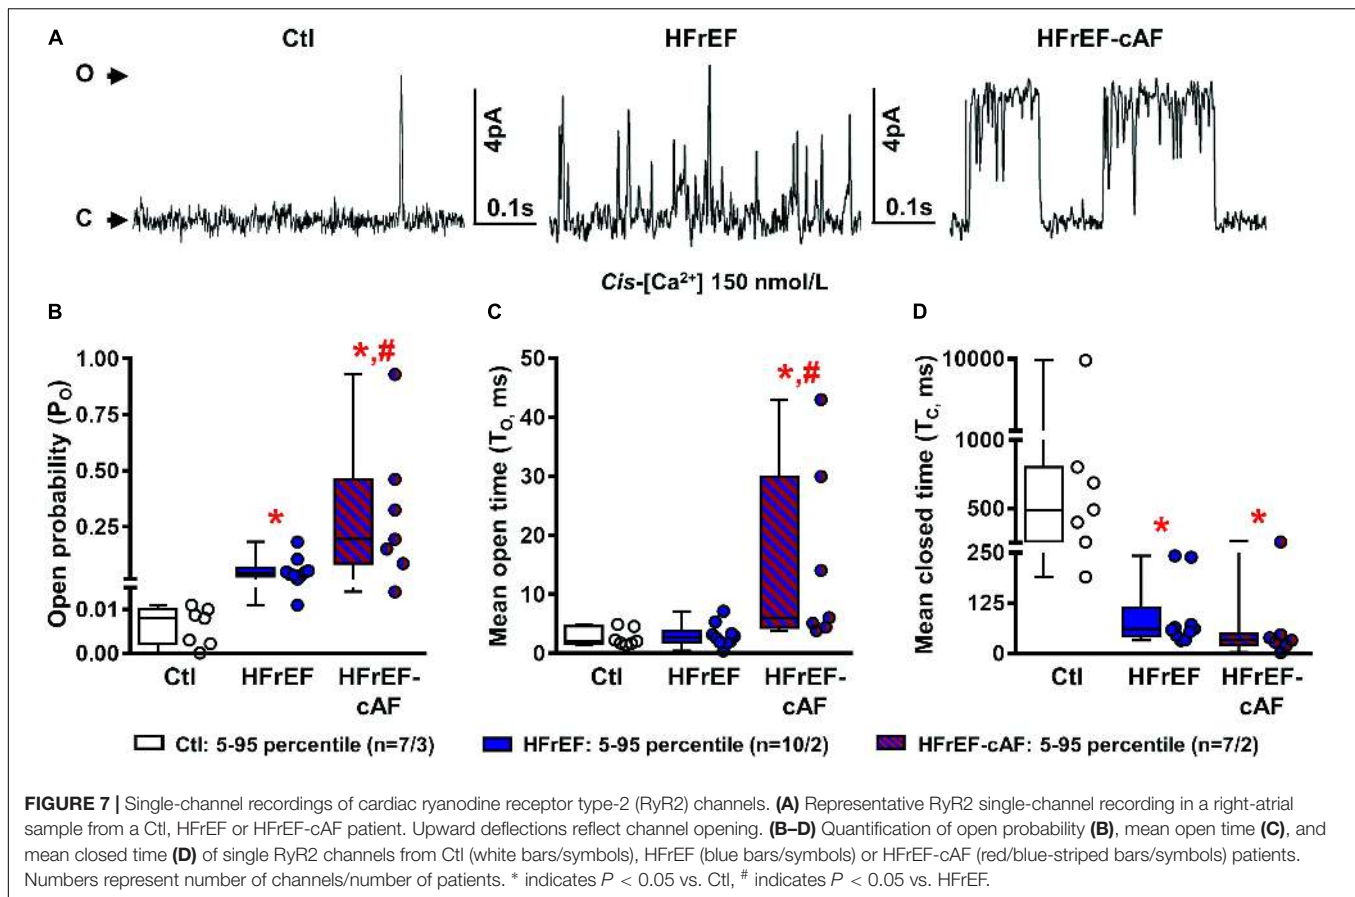 A
Ctl
HFrEF
HFrEF-cAF
O
4pA
4pA
C
0.1s
0.1s
Cis-[Ca²⁺] 150 nmol/L
B
C
D
Open probability (PO)
1.00
0.75
0.50
0.25
0.01
0.00
*
*,#
Ctl
HFrEF
HFrEF-
cAF
Mean open time (TO, ms)
50
40
30
20
10
0
*,#
Ctl
HFrEF
HFrEF-
cAF
Mean closed time (TC, ms)
10000
1000
500
250
125
0
*
*
Ctl
HFrEF
HFrEF-
cAF
Ctl: 5-95 percentile (n=7/3)
HFrEF: 5-95 percentile (n=10/2)
HFrEF-cAF: 5-95 percentile (n=7/2)
FIGURE 7 | Single-channel recordings of cardiac ryanodine receptor type-2 (RyR2) channels. (A) Representative RyR2 single-channel recording in a right-atrial
sample from a Ctl, HFrEF or HFrEF-cAF patient. Upward deflections reflect channel opening. (B–D) Quantification of open probability (B), mean open time (C), and
mean closed time (D) of single RyR2 channels from Ctl (white bars/symbols), HFrEF (blue bars/symbols) or HFrEF-cAF (red/blue-striped bars/symbols) patients.
Numbers represent number of channels/number of patients. * indicates P < 0.05 vs. Ctl, # indicates P < 0.05 vs. HFrEF.